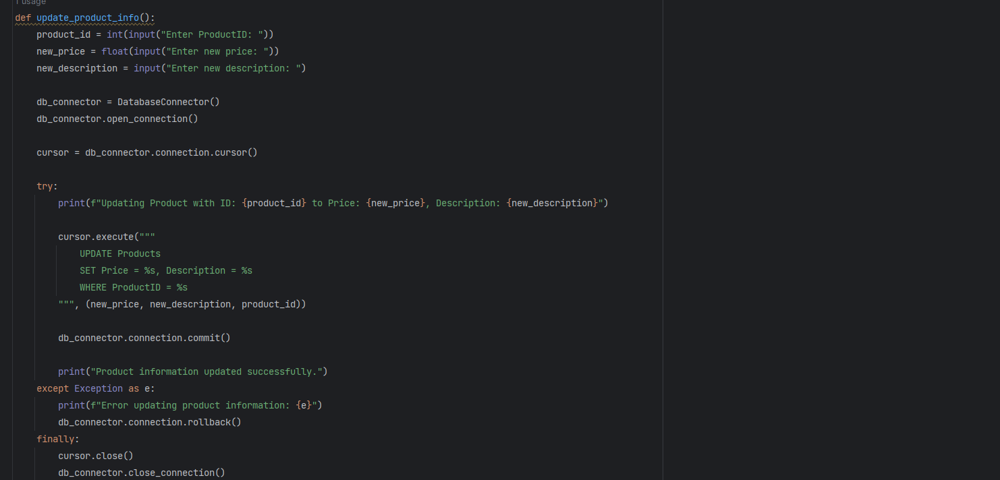 1 usage
def update_product_info():
    product_id = int(input("Enter ProductID: "))
    new_price = float(input("Enter new price: "))
    new_description = input("Enter new description: ")

    db_connector = DatabaseConnector()
    db_connector.open_connection()

    cursor = db_connector.connection.cursor()

    try:
        print(f"Updating Product with ID: {product_id} to Price: {new_price}, Description: {new_description}")

        cursor.execute("""
            UPDATE Products
            SET Price = %s, Description = %s
            WHERE ProductID = %s
        """, (new_price, new_description, product_id))

        db_connector.connection.commit()

        print("Product information updated successfully.")
    except Exception as e:
        print(f"Error updating product information: {e}")
        db_connector.connection.rollback()
    finally:
        cursor.close()
        db_connector.close_connection()